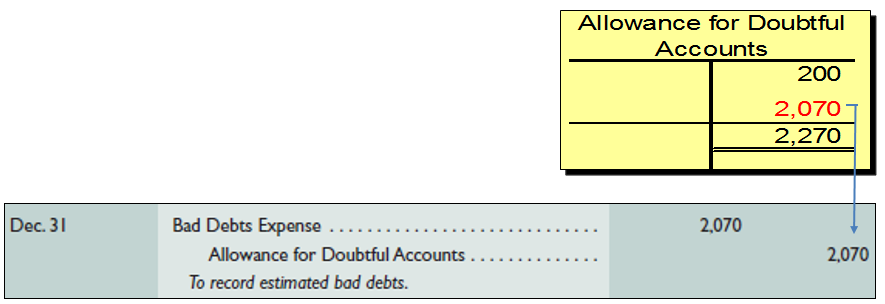 Allowance for Doubtful
Accounts
200
2,070
2,270
Dec. 31 Bad Debts Expense ............................. 2,070
Allowance for Doubtful Accounts .............. 2,070
To record estimated bad debts.